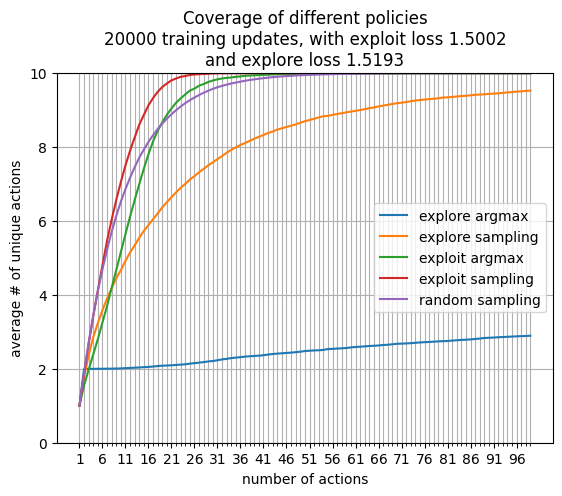 Coverage of different policies
20000 training updates, with exploit loss 1.5002
and explore loss 1.5193
10
8
6
4
2
0
average # of unique actions
explore argmax
explore sampling
exploit argmax
exploit sampling
random sampling
1 6 11 16 21 26 31 36 41 46 51 56 61 66 71 76 81 86 91 96
number of actions